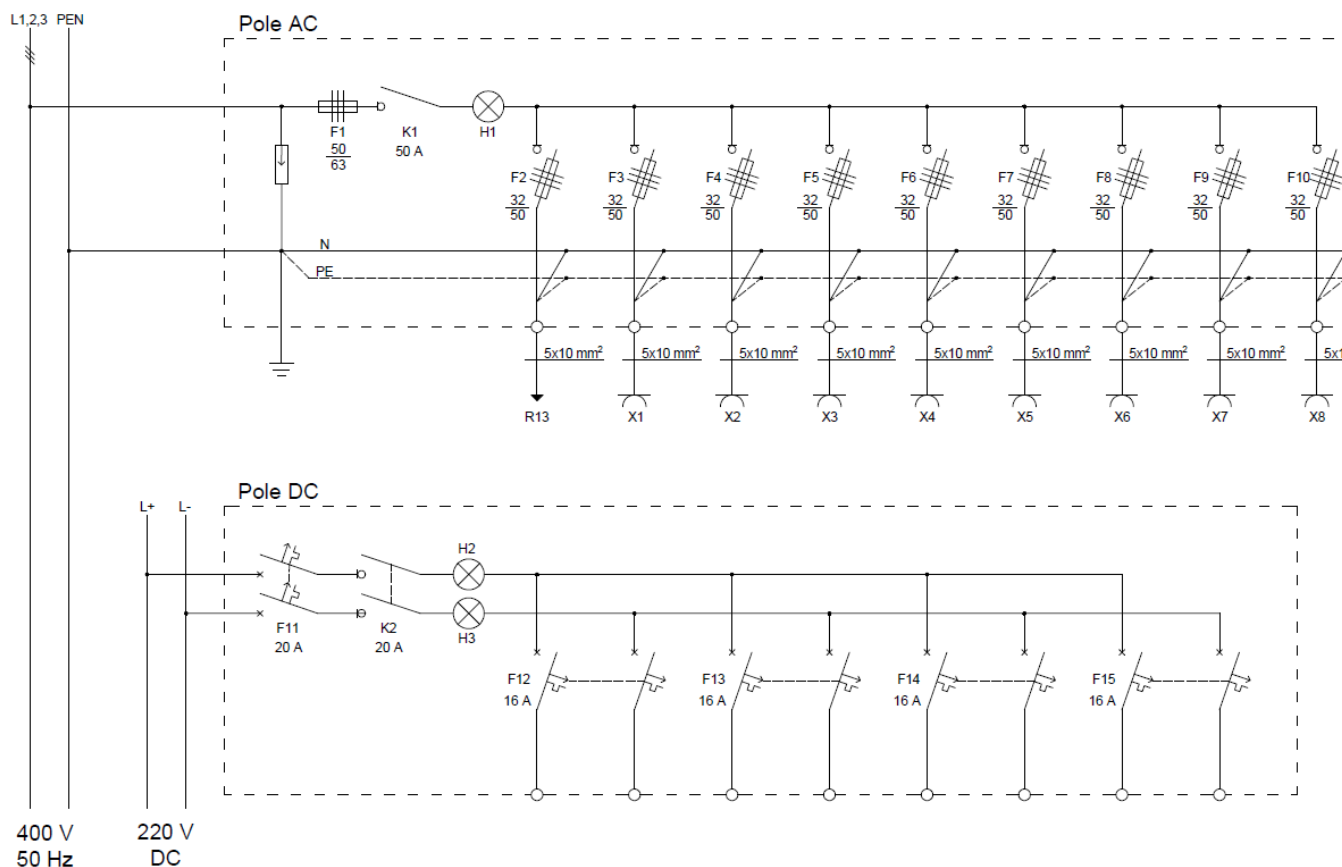 L1,2,3 PEN
Pole AC
F1
50
63
K1
50 A
H1
F2
32
50
F3
32
50
F4
32
50
F5
32
50
F6
32
50
F7
32
50
F8
32
50
F9
32
50
F10
32
50
N
PE
5x10 mm²
5x10 mm²
5x10 mm²
5x10 mm²
5x10 mm²
5x10 mm²
5x10 mm²
5x10 mm²
5x1
R13
X1
X2
X3
X4
X5
X6
X7
X8
Pole DC
L+ L-
H2
F11
20 A
K2
20 A
H3
F12
16 A
F13
16 A
F14
16 A
F15
16 A
400 V
50 Hz
220 V
DC